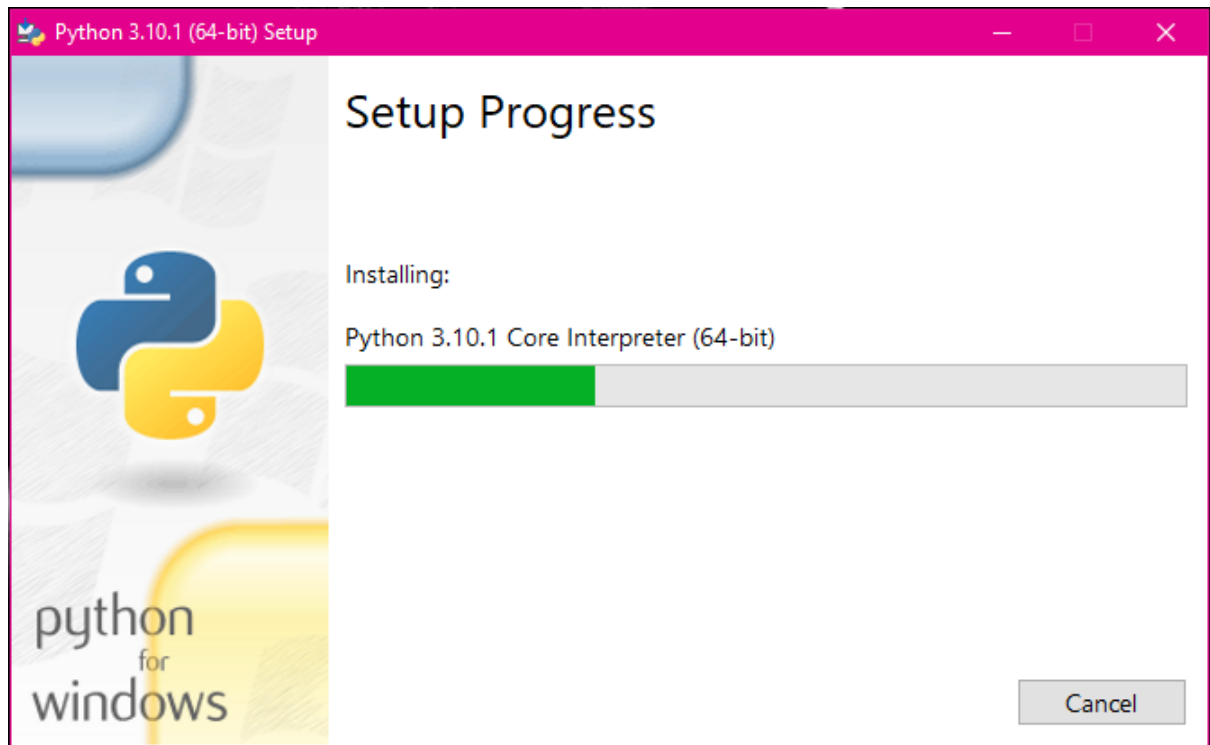 Python 3.10.1 (64-bit) Setup
Setup Progress
Installing:
Python 3.10.1 Core Interpreter (64-bit)
python
for
windows
Cancel